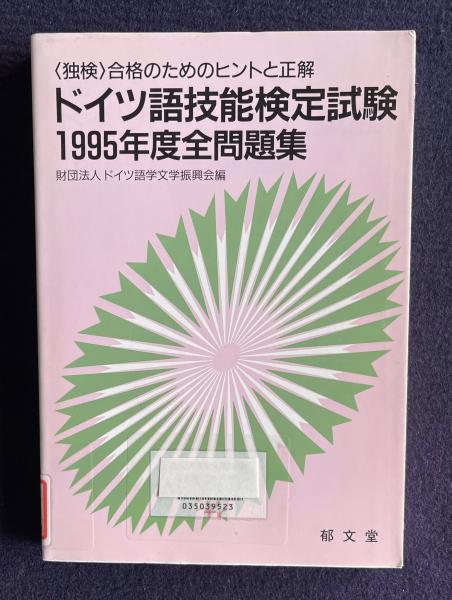 〈独検〉合格のためのヒントと正解
ドイツ語技能検定試験
1995年度全問題集
財団法人ドイツ語学文学振興会編
035039523
郁文堂